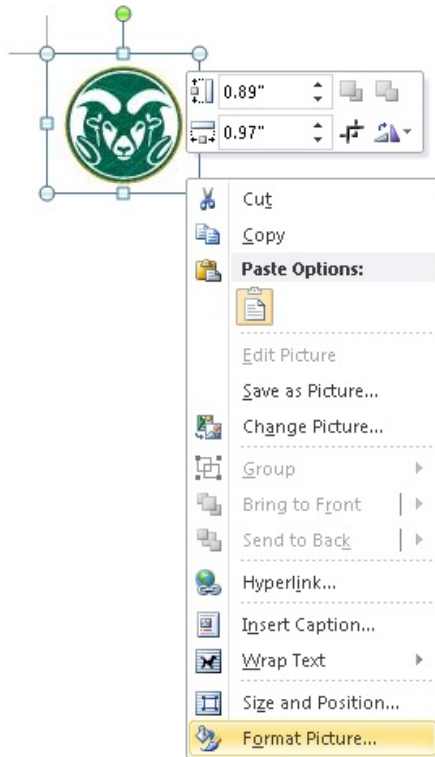 0.89"
0.97"
Cut
Copy
Paste Options:
Edit Picture
Save as Picture...
Change Picture...
Group
Bring to Front
Send to Back
Hyperlink...
Insert Caption...
Wrap Text
Size and Position...
Format Picture...